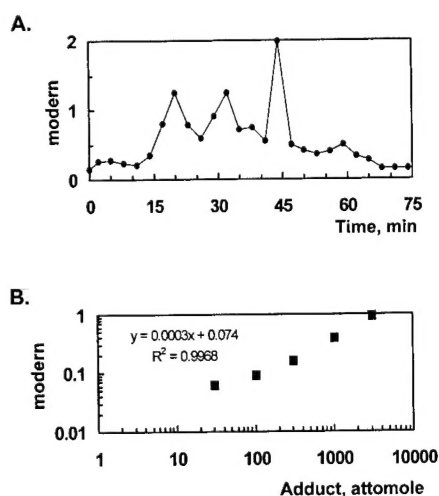 A.
modern
2
1
0
0 15 30 45 60 75
Time, min
B.
modern
1
0.1
0.01
y = 0.0003x + 0.074
R² = 0.9968
1 10 100 1000 10000
Adduct, attomole